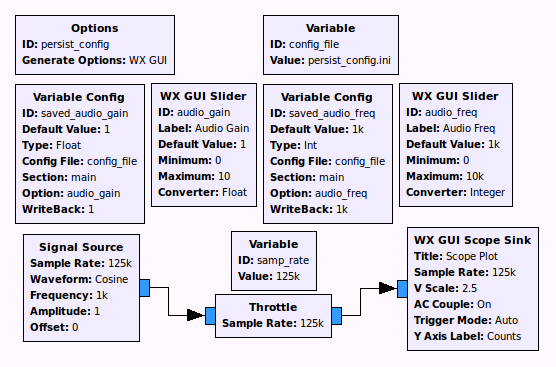 Options
ID: persist_config
Generate Options: WX GUI
Variable
ID: config_file
Value: persist_config.ini
Variable Config
ID: saved_audio_gain
Default Value: 1
Type: Float
Config File: config_file
Section: main
Option: audio_gain
WriteBack: 1
WX GUI Slider
ID: audio_gain
Label: Audio Gain
Default Value: 1
Minimum: 0
Maximum: 10
Converter: Float
Variable Config
ID: saved_audio_freq
Default Value: 1k
Type: Int
Config File: config_file
Section: main
Option: audio_freq
WriteBack: 1k
WX GUI Slider
ID: audio_freq
Label: Audio Freq
Default Value: 1k
Minimum: 0
Maximum: 10k
Converter: Integer
Signal Source
Sample Rate: 125k
Waveform: Cosine
Frequency: 1k
Amplitude: 1
Offset: 0
Variable
ID: samp_rate
Value: 125k
Throttle
Sample Rate: 125k
WX GUI Scope Sink
Title: Scope Plot
Sample Rate: 125k
V Scale: 2.5
AC Couple: On
Trigger Mode: Auto
Y Axis Label: Counts